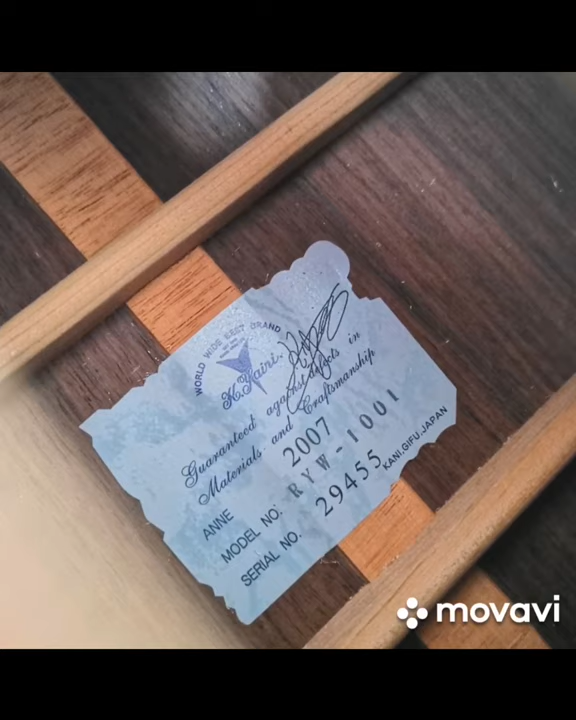 WORLD WIDE BEST GRAND
K.Yairi
Guaranteed against defects in
Materials and Craftsmanship
ANNE 2007
MODEL NO: RYW-1001
SERIAL NO. 29455
KANI.GIFU.JAPAN
movavi